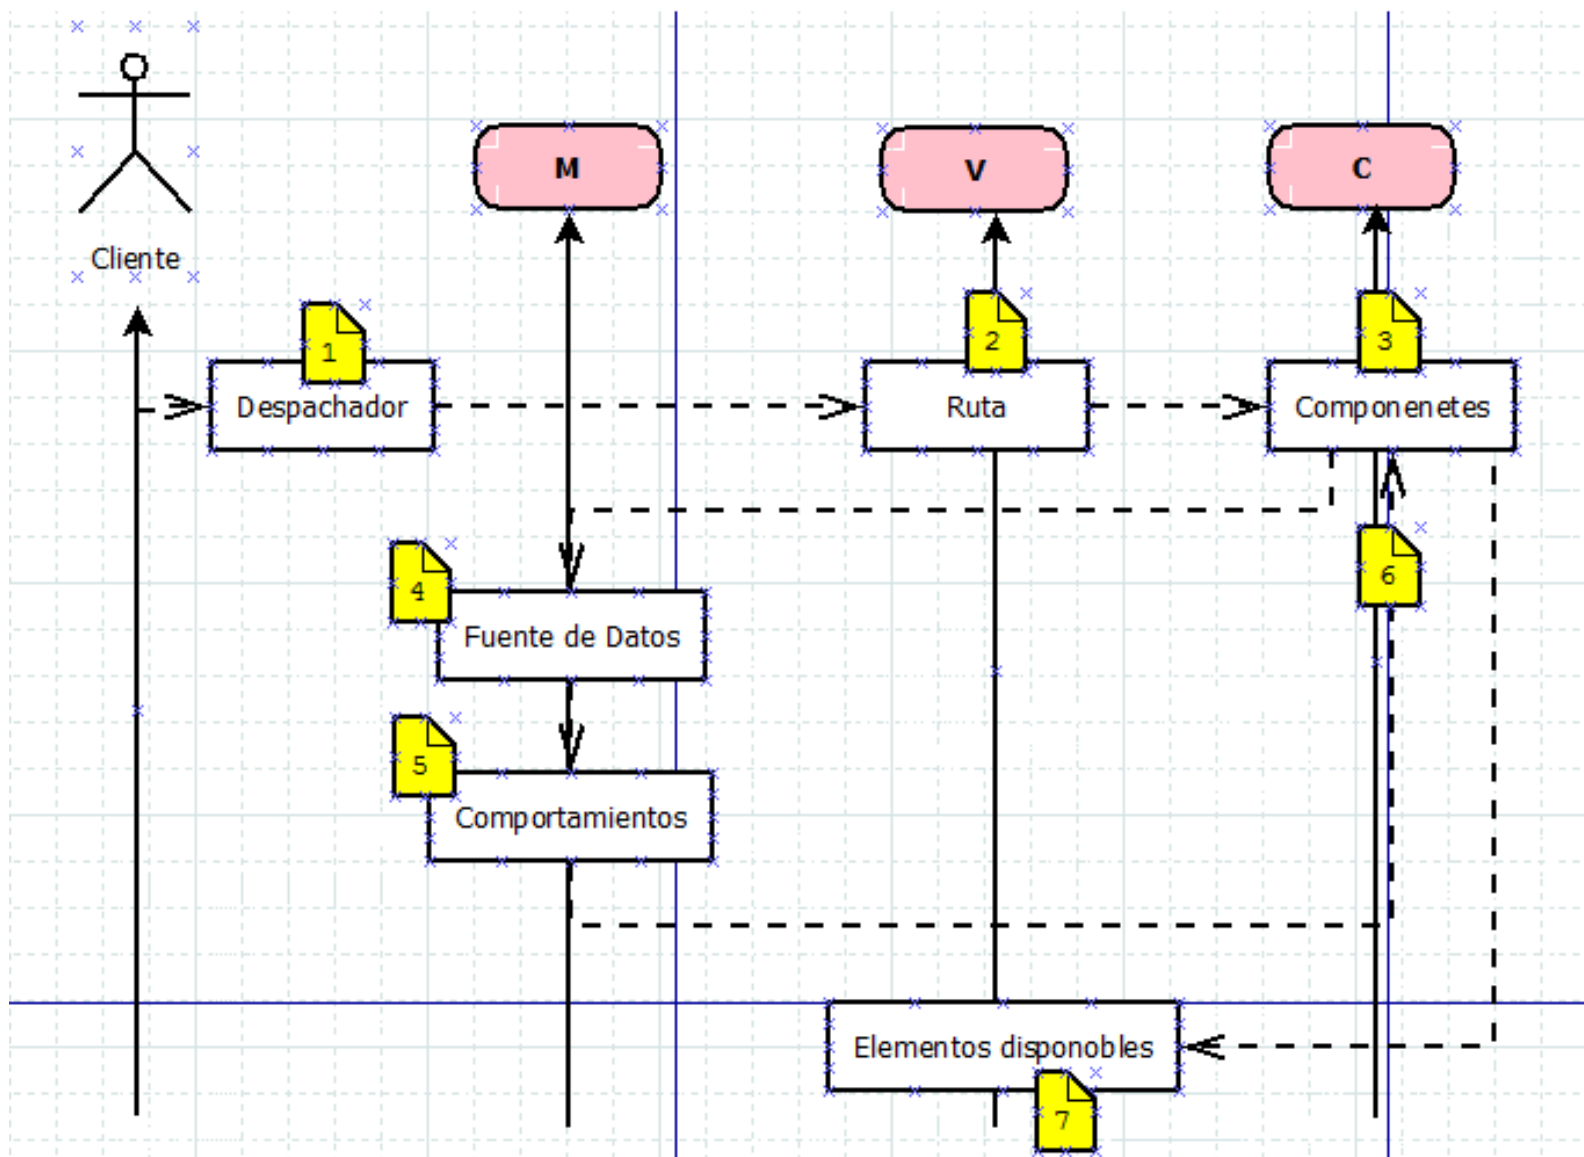 M
V
C
Cliente
1
2
3
Despachador
Ruta
Componenetes
4
6
Fuente de Datos
5
Comportamientos
Elementos disponobles
7